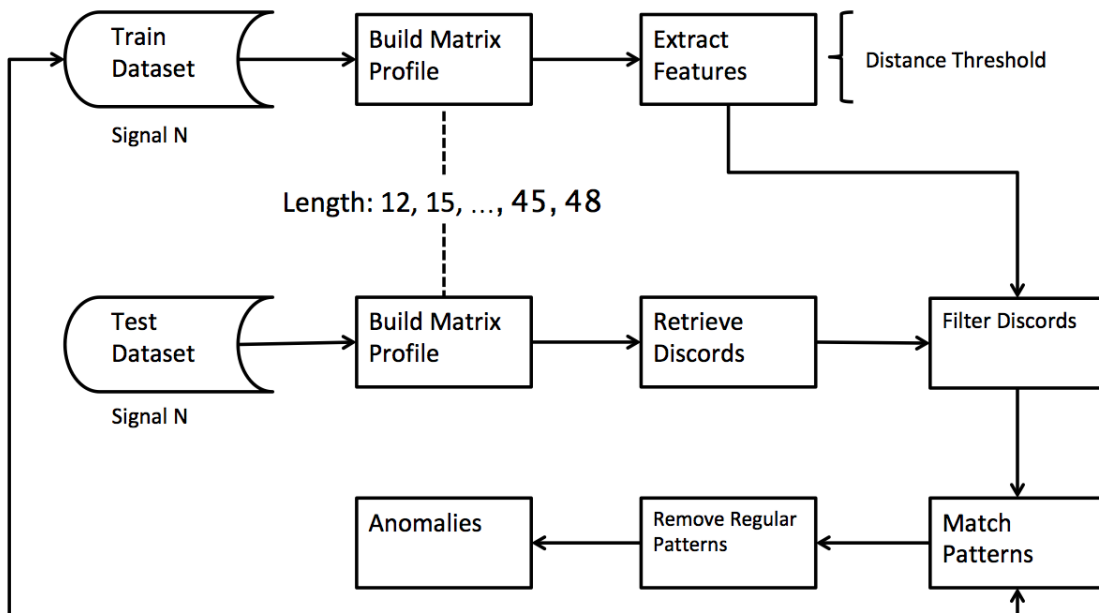 Train
Dataset
Build Matrix
Profile
Extract
Features
Distance Threshold
Signal N
Length: 12, 15, ..., 45, 48
Test
Dataset
Build Matrix
Profile
Retrieve
Discords
Filter Discords
Signal N
Anomalies
Remove Regular
Patterns
Match
Patterns